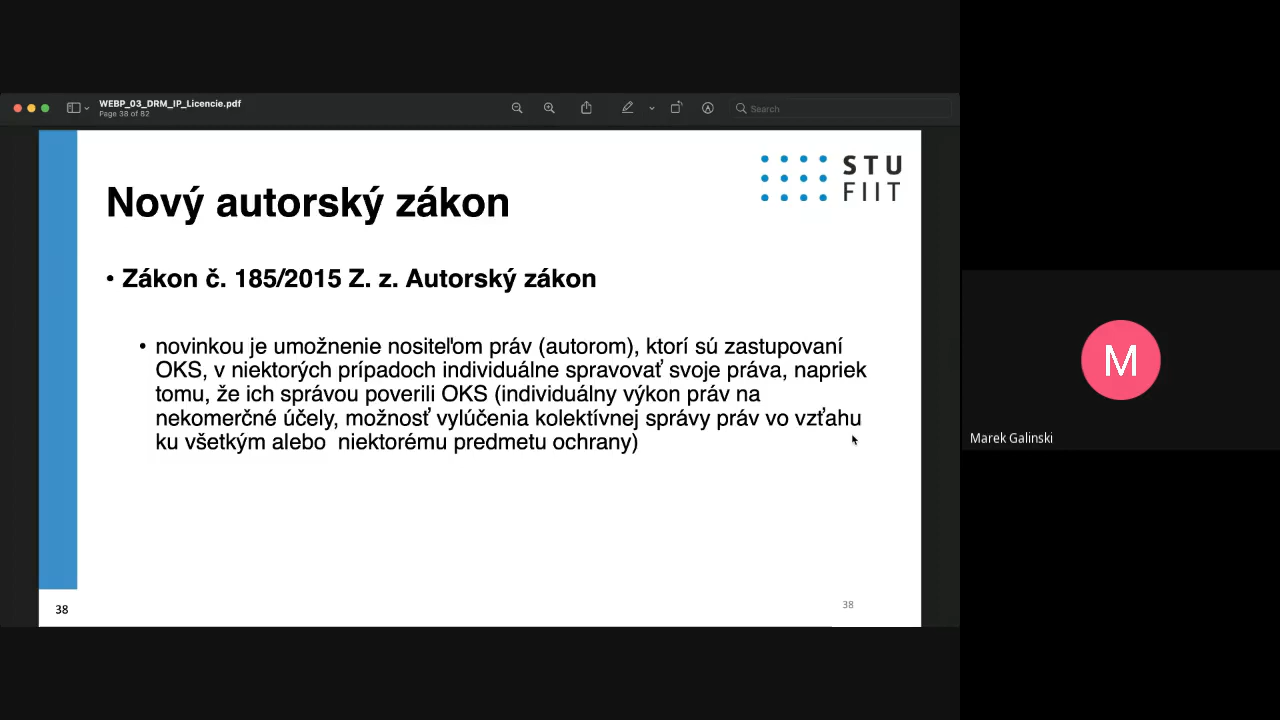 WEBP_03_DRM_IP_Licencie.pdf
Page 38 of 82
Search
STU
FIIT
Nový autorský zákon
• Zákon č. 185/2015 Z. z. Autorský zákon
• novinkou je umožnenie nositeľom práv (autorom), ktorí sú zastupovaní
OKS, v niektorých prípadoch individuálne spravovať svoje práva, napriek
tomu, že ich správou poverili OKS (individuálny výkon práv na
nekomerčné účely, možnosť vylúčenia kolektívnej správy práv vo vzťahu
ku všetkým alebo  niektorému predmetu ochrany)
38
38
M
Marek Galinski